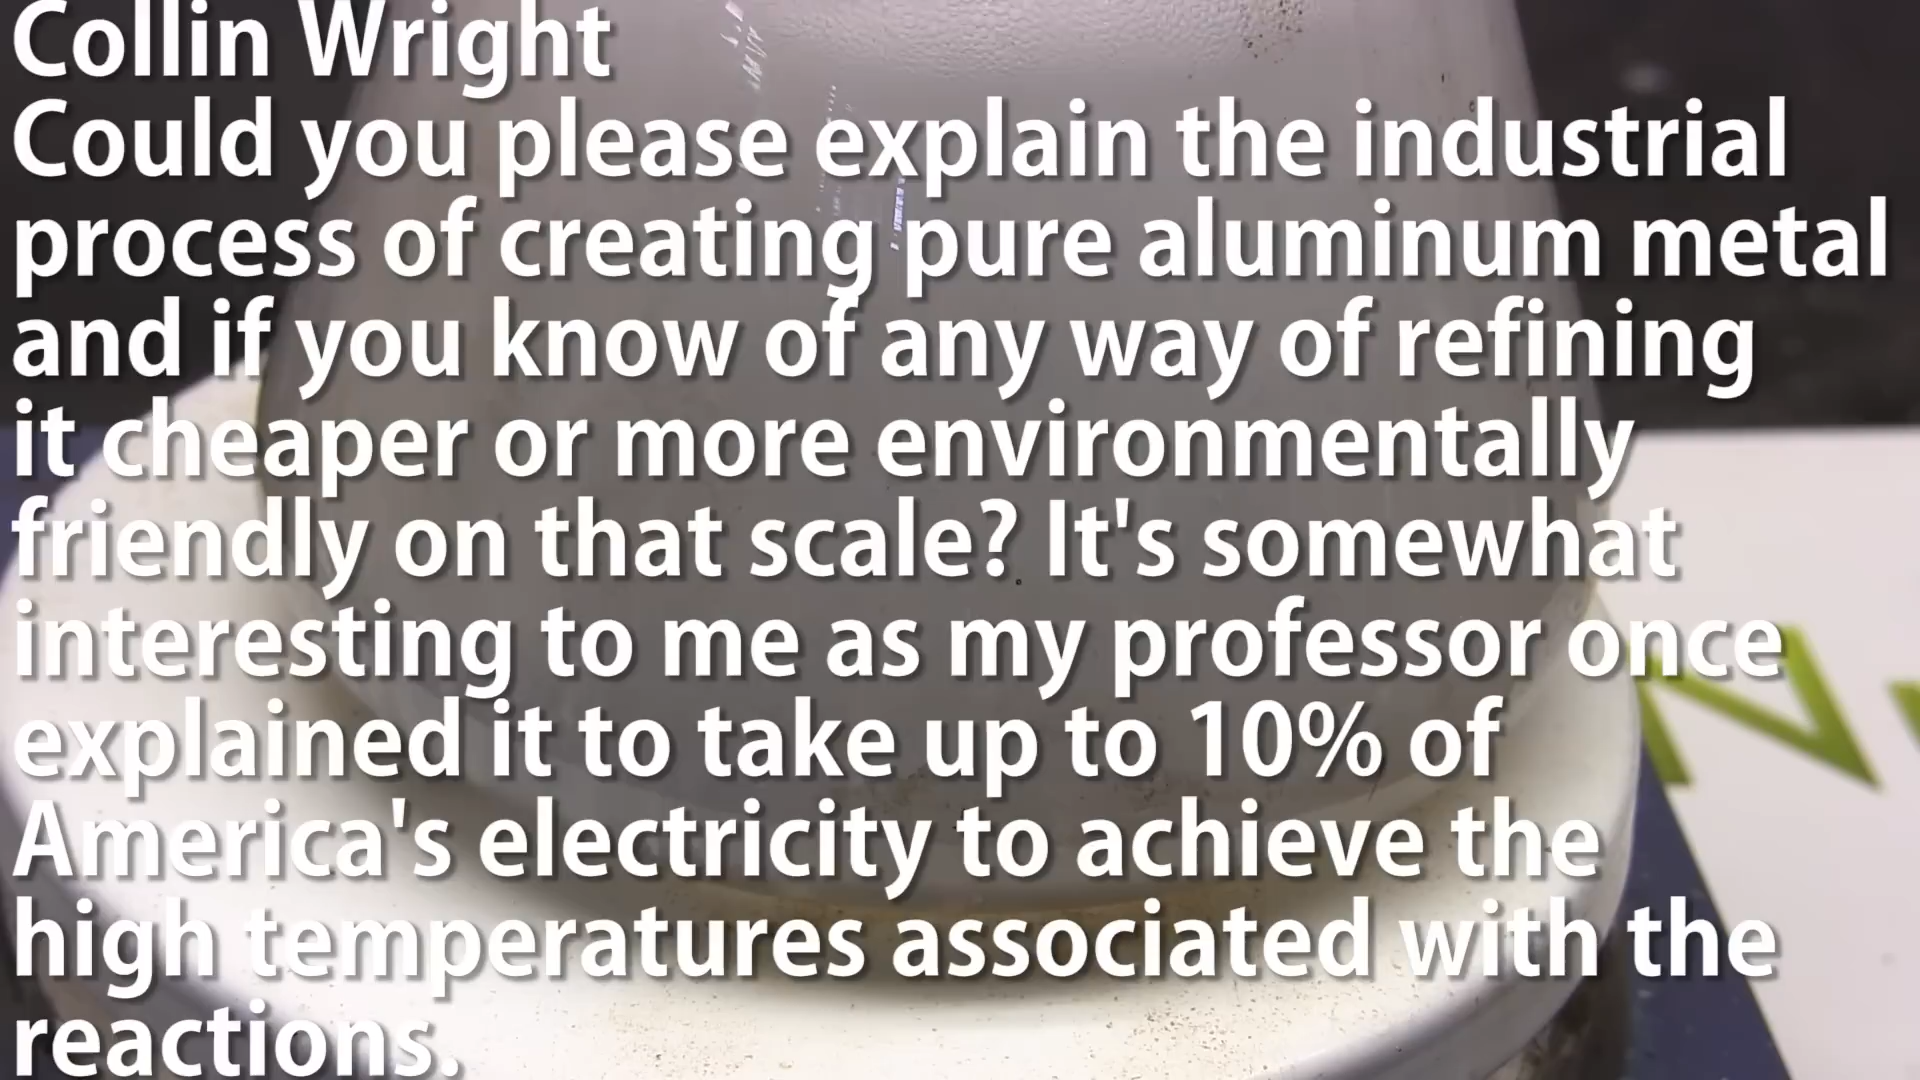 Collin Wright
Could you please explain the industrial
process of creating pure aluminum metal
and if you know of any way of refining
it cheaper or more environmentally
friendly on that scale? It's somewhat
interesting to me as my professor once
explained it to take up to 10% of
America's electricity to achieve the
high temperatures associated with the
reactions.